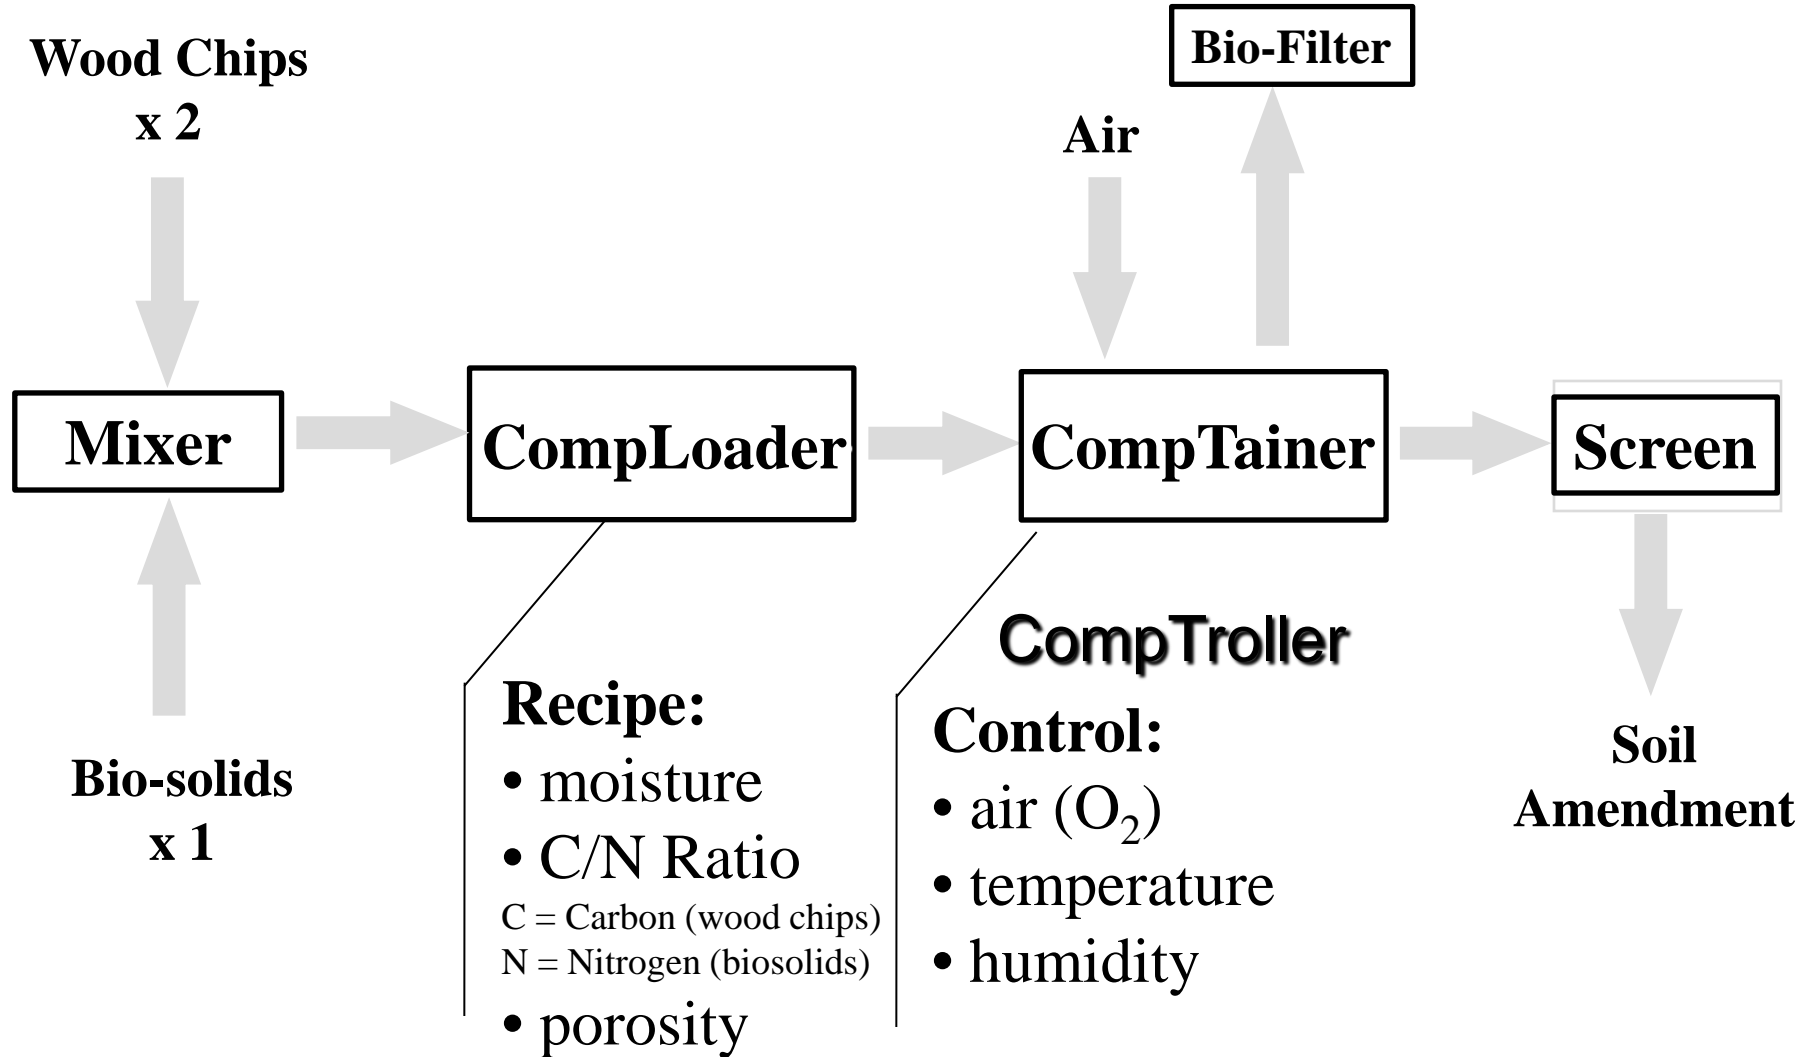 Wood Chips
x 2
Bio-Filter
Air
Mixer
CompLoader
CompTainer
Screen
Bio-solids
x 1
Recipe:
• moisture
• C/N Ratio
C = Carbon (wood chips)
N = Nitrogen (biosolids)
• porosity
CompTroller
Control:
• air (O₂)
• temperature
• humidity
Soil
Amendment